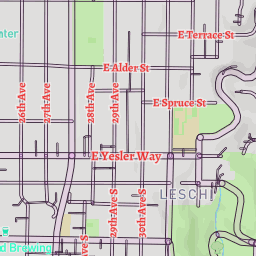 E Terrace St
nter
E Alder St
26th Ave
27th Ave
28th Ave
29th Ave
E Spruce St
E Yesler Way
LESCHI
29th Ave S
30th Ave S
Ave S
d Brewing